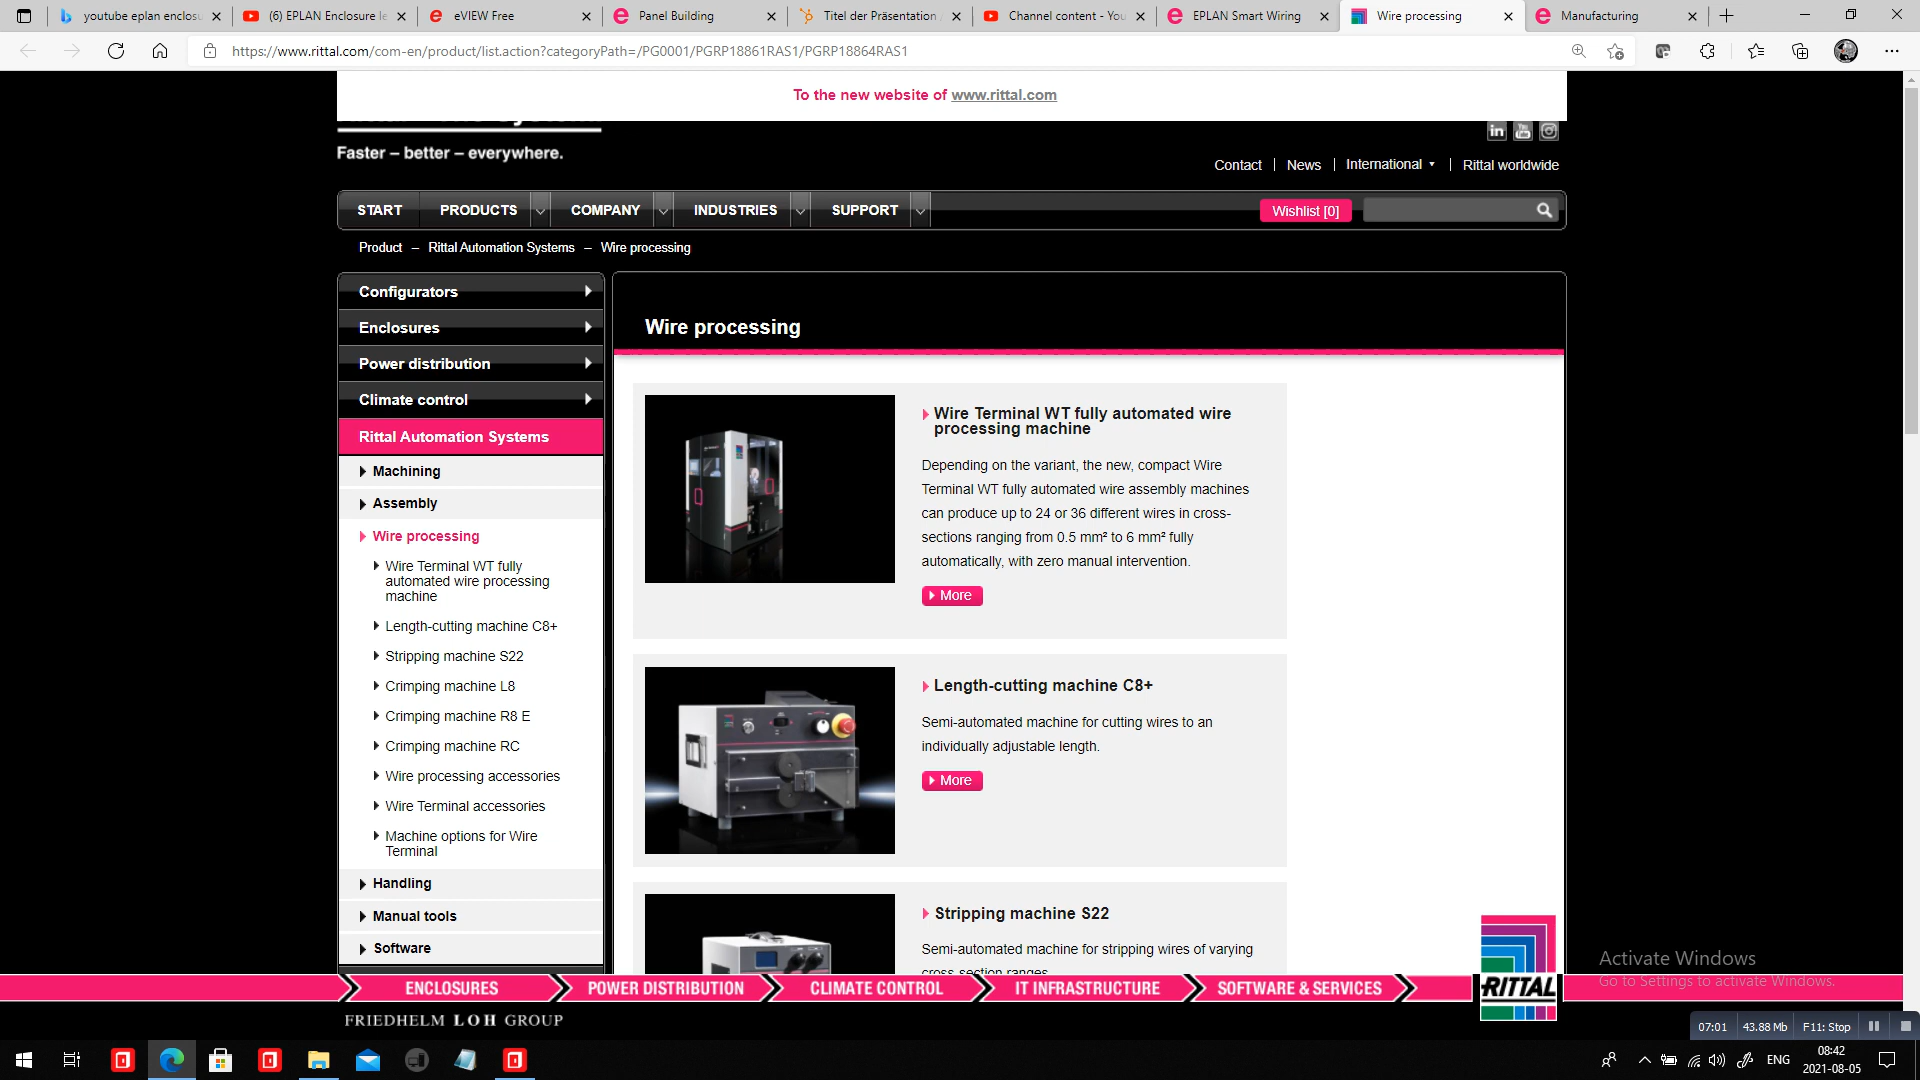 youtube eplan enclosu
(6) EPLAN Enclosure le
eVIEW Free
Panel Building
Titel der Präsentation
Channel content - You
EPLAN Smart Wiring
Wire processing
Manufacturing
https://www.rittal.com/com-en/product/list.action?categoryPath=/PG0001/PGRP18861RAS1/PGRP18864RAS1
To the new website of www.rittal.com
Faster – better – everywhere.
Contact | News | International | Rittal worldwide
START PRODUCTS COMPANY INDUSTRIES SUPPORT
Wishlist [0]
Product – Rittal Automation Systems – Wire processing
Configurators
Enclosures
Power distribution
Climate control
Rittal Automation Systems
Machining
Assembly
Wire processing
Wire Terminal WT fully
automated wire processing
machine
Length-cutting machine C8+
Stripping machine S22
Crimping machine L8
Crimping machine R8 E
Crimping machine RC
Wire processing accessories
Wire Terminal accessories
Machine options for Wire
Terminal
Handling
Manual tools
Software
Wire processing
Wire Terminal WT fully automated wire
processing machine
Depending on the variant, the new, compact Wire
Terminal WT fully automated wire assembly machines
can produce up to 24 or 36 different wires in cross-
sections ranging from 0.5 mm² to 6 mm² fully
automatically, with zero manual intervention.
More
Length-cutting machine C8+
Semi-automated machine for cutting wires to an
individually adjustable length.
More
Stripping machine S22
Semi-automated machine for stripping wires of varying
cross-section ranges
ENCLOSURES POWER DISTRIBUTION CLIMATE CONTROL IT INFRASTRUCTURE SOFTWARE & SERVICES
RITTAL
FRIEDHELM LOH GROUP
Activate Windows
Go to Settings to activate Windows.
07:01 43.88 Mb F11: Stop
ENG
08:42
2021-08-05